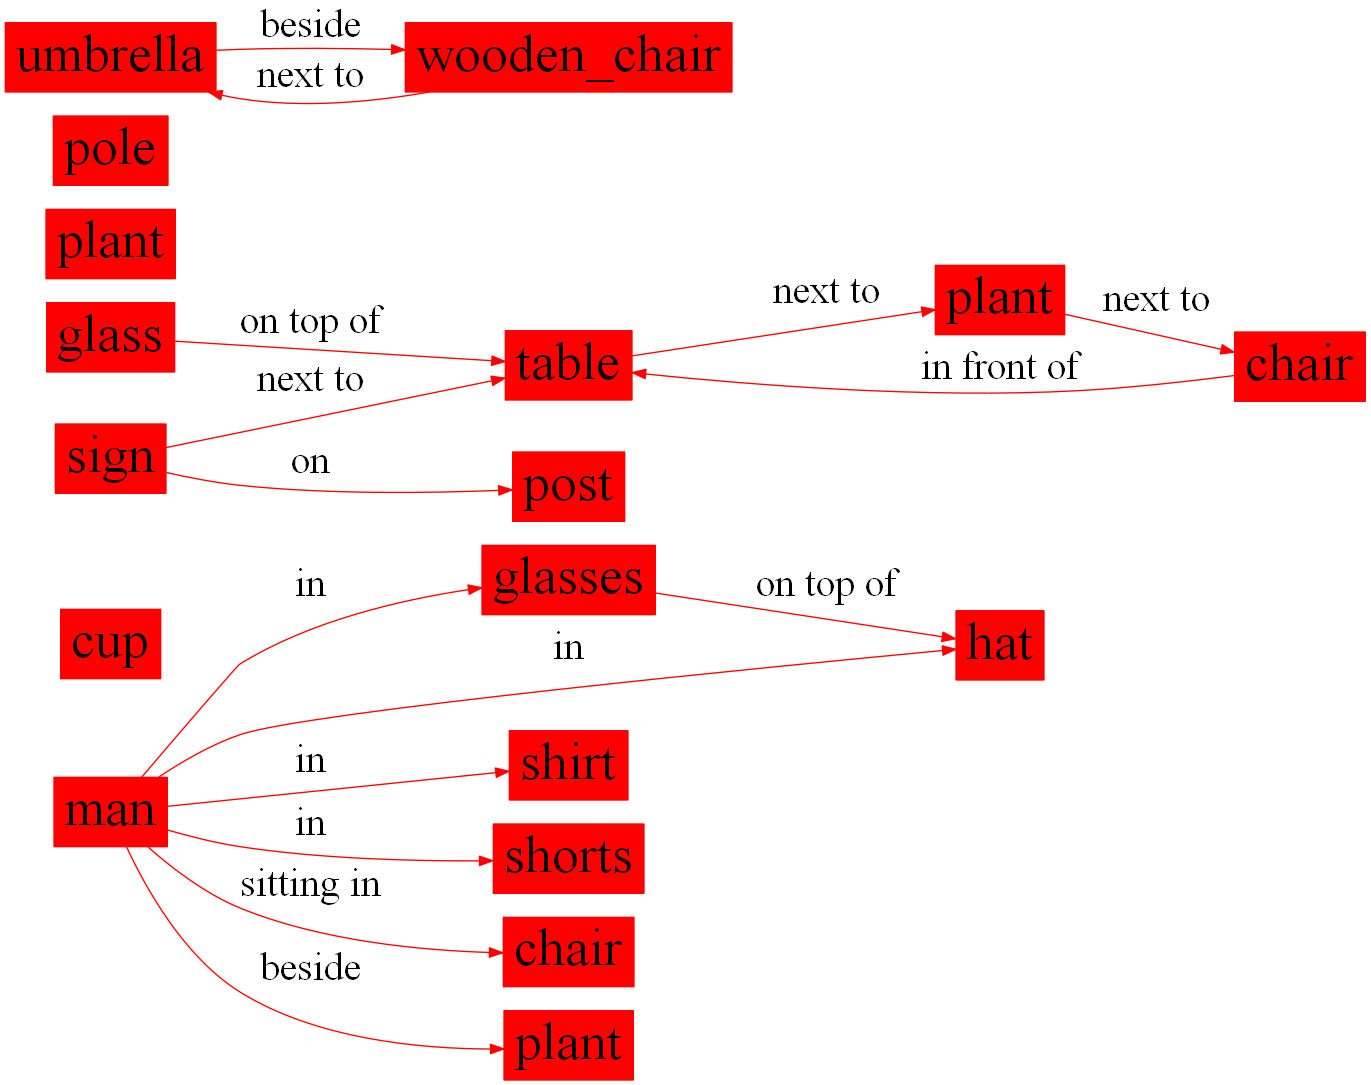 beside
umbrella
wooden_chair
next to
pole
plant
glass
on top of
next to
table
next to
plant
next to
in front of
chair
sign
on
post
in
glasses
on top of
cup
in
hat
man
in
shirt
in
shorts
sitting in
chair
beside
plant